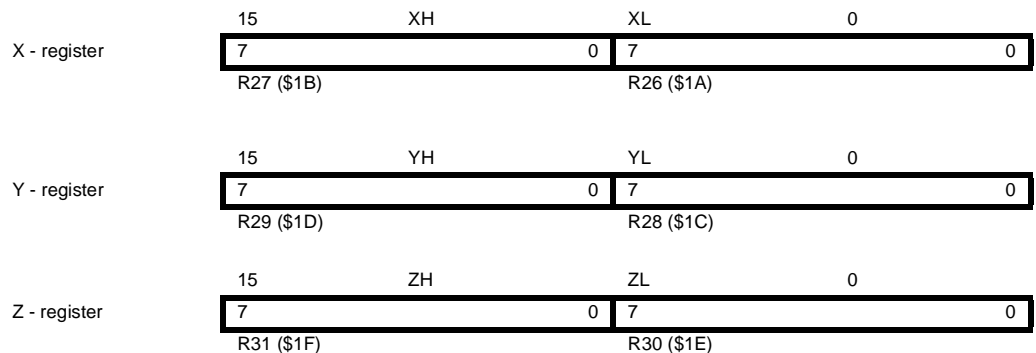 15 XH XL 0
X - register 7 0 7 0
R27 ($1B) R26 ($1A)
15 YH YL 0
Y - register 7 0 7 0
R29 ($1D) R28 ($1C)
15 ZH ZL 0
Z - register 7 0 7 0
R31 ($1F) R30 ($1E)